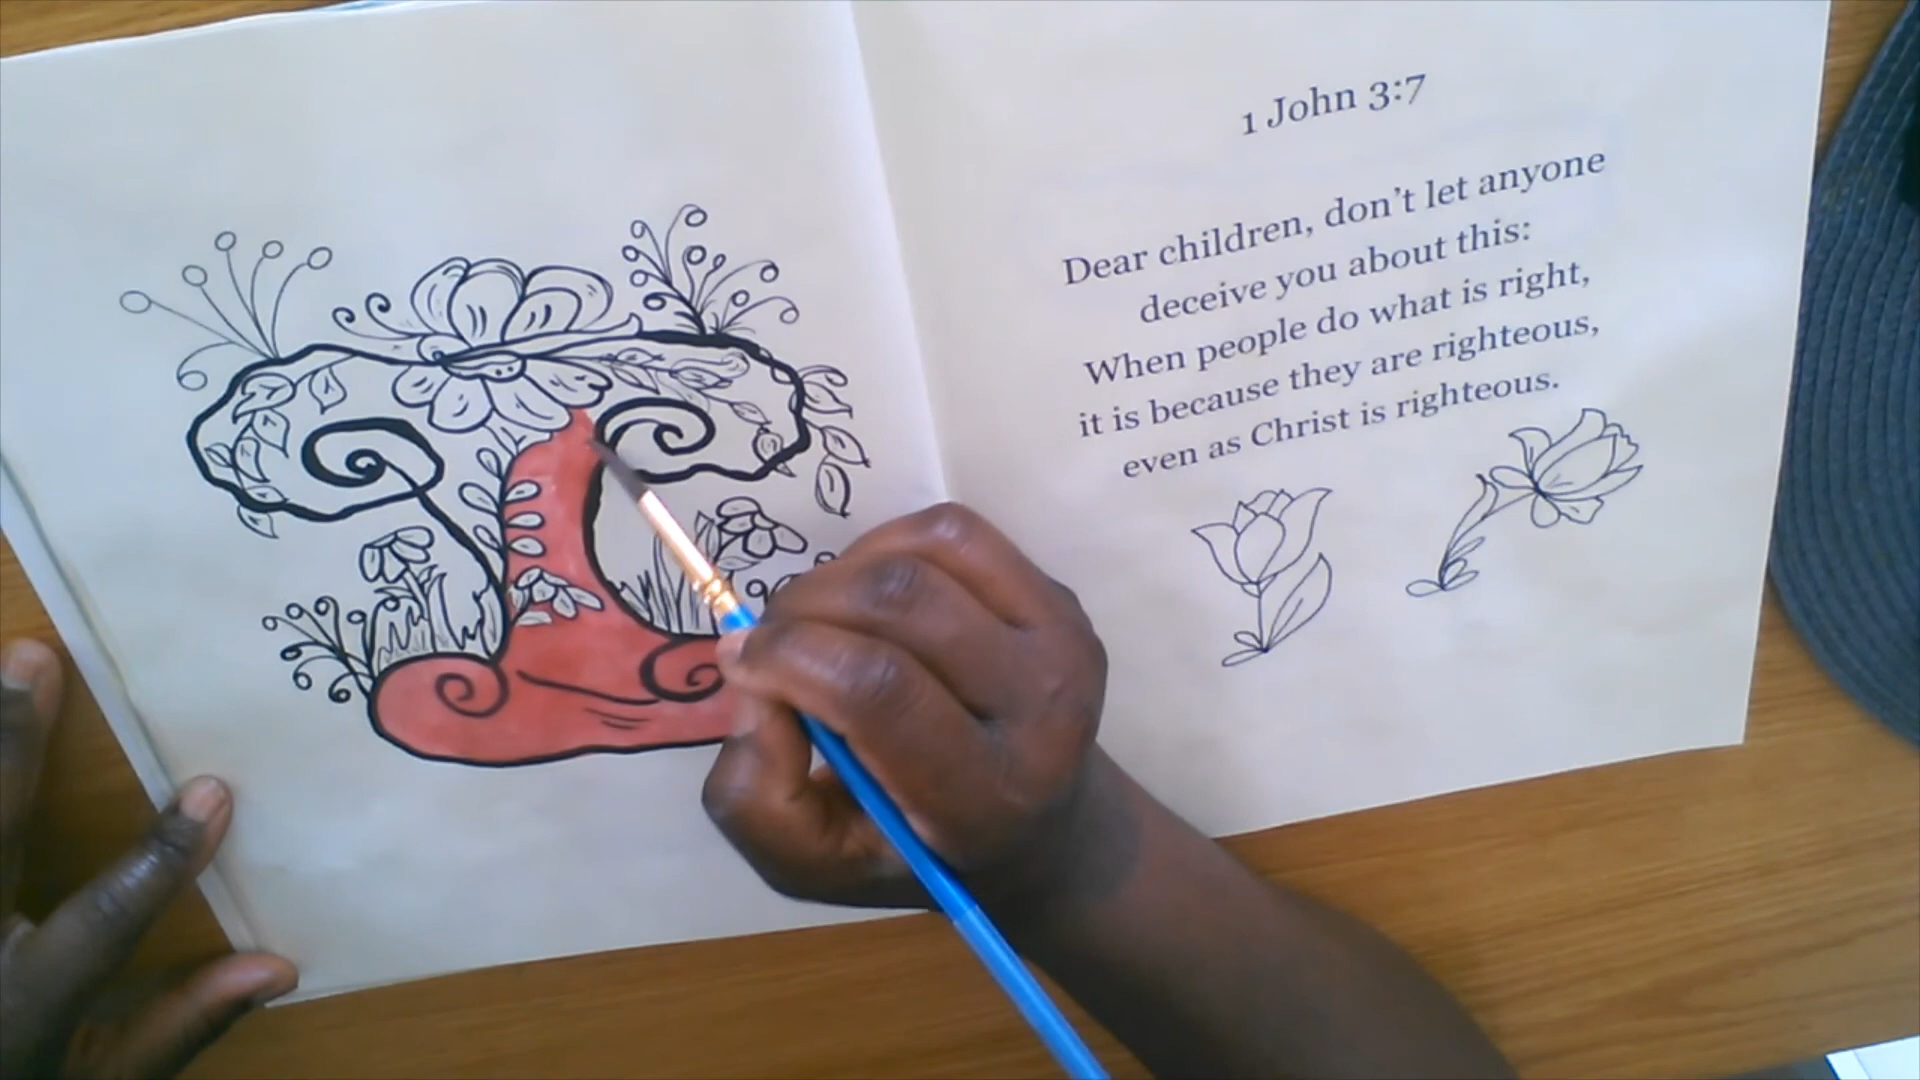 1 John 3:7
Dear children, don't let anyone
deceive you about this:
When people do what is right,
it is because they are righteous,
even as Christ is righteous.